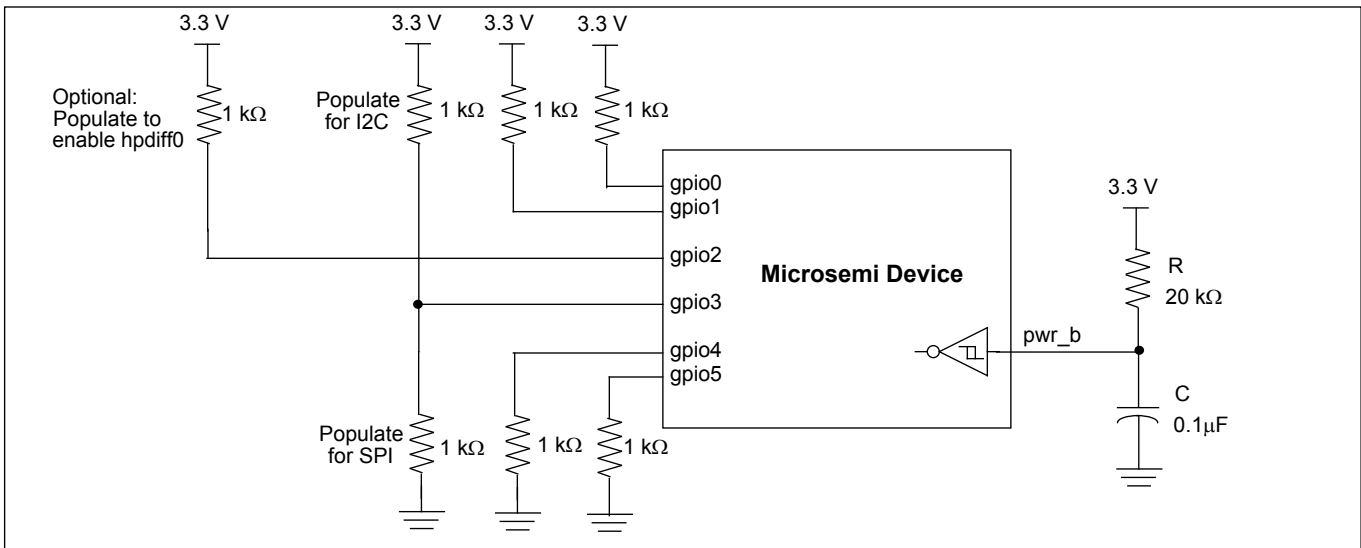 3.3 V
3.3 V
3.3 V
3.3 V
Optional:
Populate to
enable hpdiff0
1 kΩ
Populate
for I2C
1 kΩ
1 kΩ
1 kΩ
gpio0
gpio1
gpio2
gpio3
gpio4
gpio5
Microsemi Device
pwr_b
3.3 V
R
20 kΩ
C
0.1μF
Populate
for SPI
1 kΩ
1 kΩ
1 kΩ